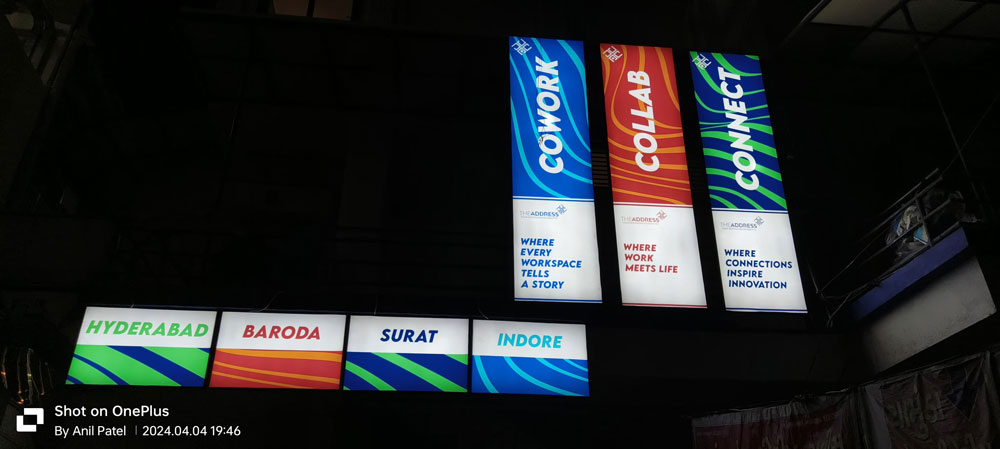 COWORK
THE ADDRESS
WHERE
EVERY
WORKSPACE
TELLS
A STORY
COLLAB
THE ADDRESS
WHERE
WORK
MEETS LIFE
CONNECT
THE ADDRESS
WHERE
CONNECTIONS
INSPIRE
INNOVATION
HYDERABAD
BARODA
SURAT
INDORE
Shot on OnePlus
By Anil Patel | 2024.04.04 19:46